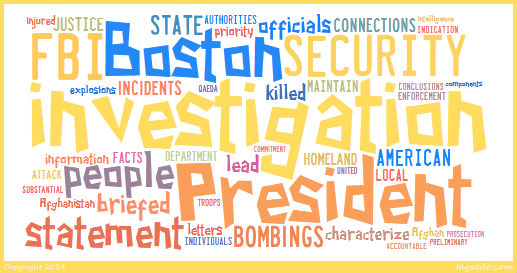 injured JUSTICE STATE AUTHORITIES priority officials CONNECTIONS intelligence INDICATION
FBI Boston SECURITY
explosions INCIDENTS QAEDA killed MAINTAIN CONCLUSIONS components ENFORCEMENT
investigation
information FACTS DEPARTMENT COMMITMENT lead HOMELAND UNITED AMERICAN
ATTACK people LOCAL
SUBSTANTIAL TROOPS President
Afghanistan briefed
statement letters INDIVIDUALS BOMBINGS characterize Afghan PROSECUTION ACCOUNTABLE PRELIMINARY
Copyright 2014 tagxedo.com